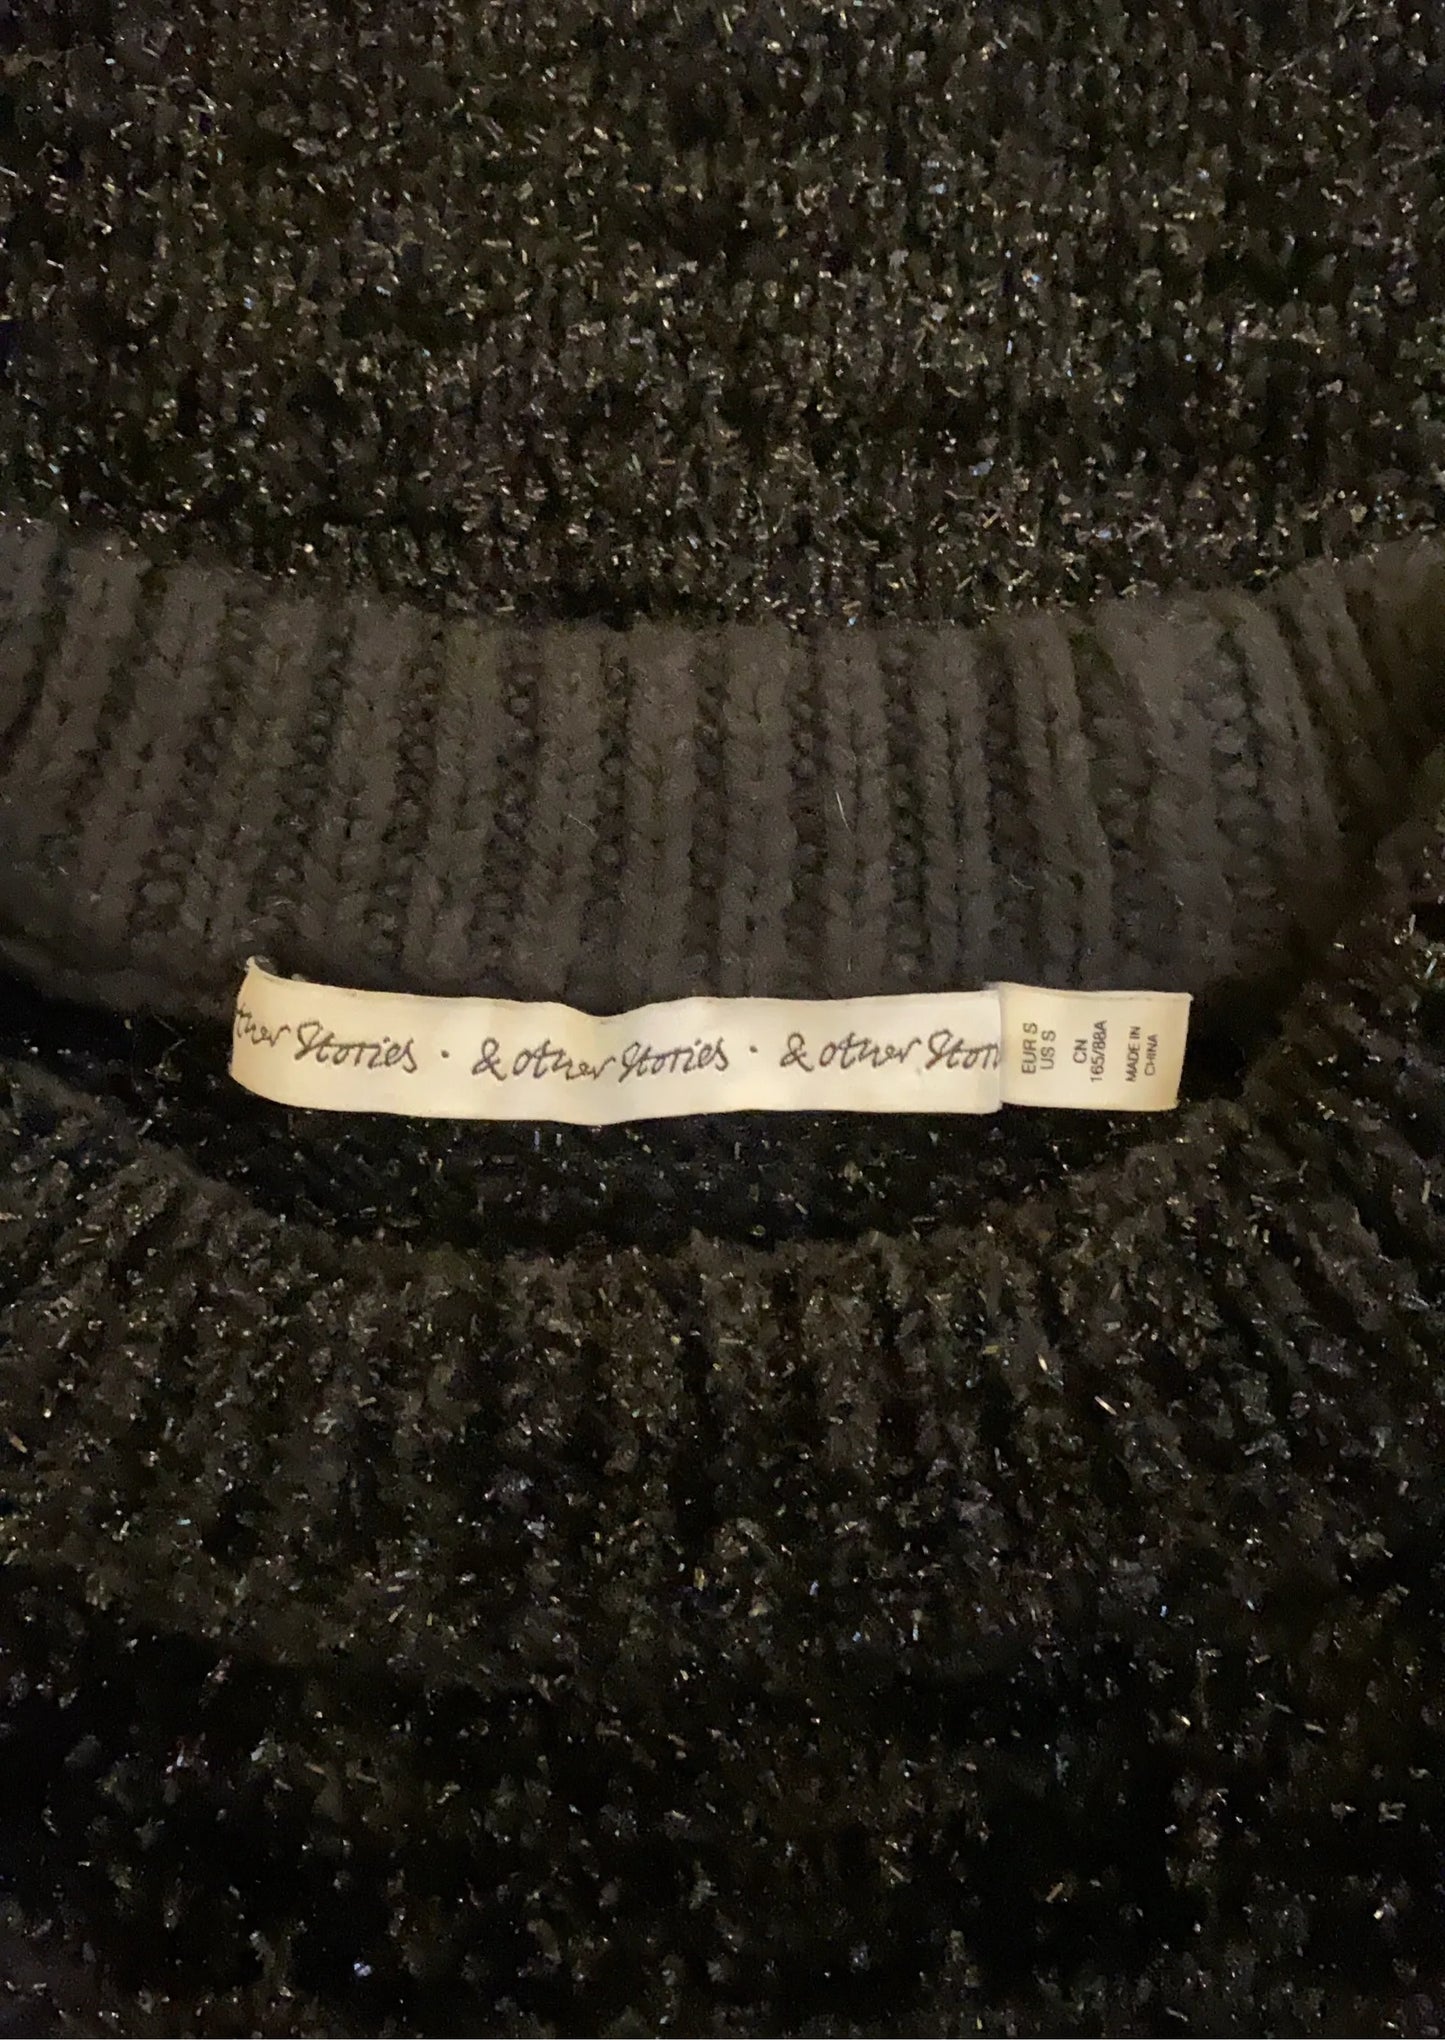 ther Stories · & other Stories · & other Stori
EUR S
US S
CN
165/88A
MADE IN
CHINA